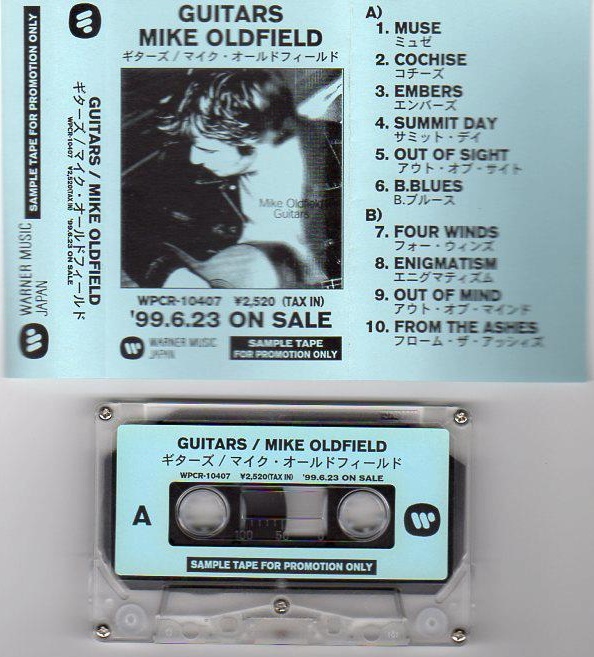 SAMPLE TAPE FOR PROMOTION ONLY
WARNER MUSIC
JAPAN
GUITARS / MIKE OLDFIELD
WPCR-10407 ¥2,520(TAX IN) '99.6.23 ON SALE
ギターズ / マイク・オールドフィールド
GUITARS
MIKE OLDFIELD
ギターズ / マイク・オールドフィールド
Mike Oldfield
Guitars
WPCR-10407 ¥2,520 (TAX IN)
'99.6.23 ON SALE
WARNER MUSIC
JAPAN
SAMPLE TAPE
FOR PROMOTION ONLY
A)
1. MUSE
ミュゼ
2. COCHISE
コチーズ
3. EMBERS
エンバーズ
4. SUMMIT DAY
サミット・デイ
5. OUT OF SIGHT
アウト・オブ・サイト
6. B.BLUES
B.ブルース
B)
7. FOUR WINDS
フォー・ウィンズ
8. ENIGMATISM
エニグマティズム
9. OUT OF MIND
アウト・オブ・マインド
10. FROM THE ASHES
フローム・ザ・アッシィズ
GUITARS / MIKE OLDFIELD
ギターズ / マイク・オールドフィールド
WPCR-10407 ¥2,520(TAX IN) '99.6.23 ON SALE
A
100 50 0
SAMPLE TAPE FOR PROMOTION ONLY